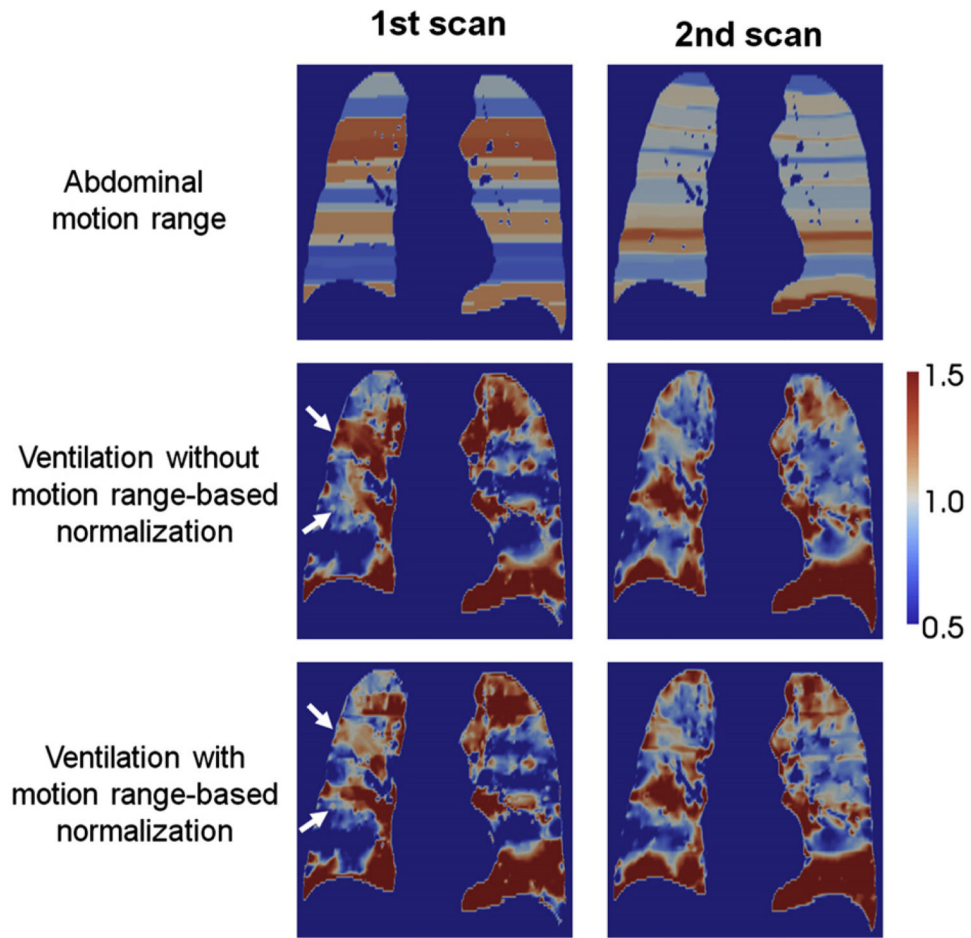 1st scan
2nd scan
Abdominal
motion range
Ventilation without
motion range-based
normalization
1.5
1.0
0.5
Ventilation with
motion range-based
normalization